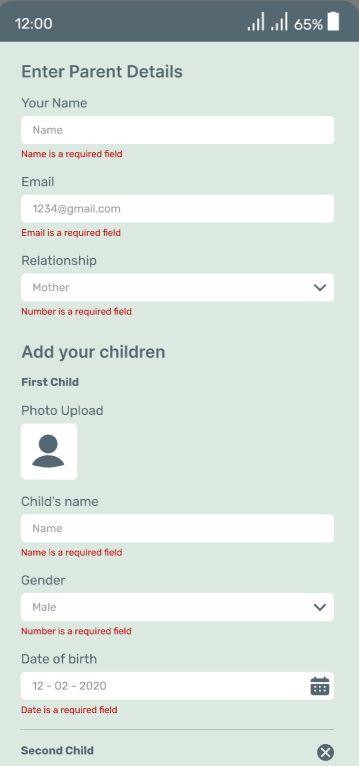 12:00
65%
Enter Parent Details
Your Name
Name
Name is a required field
Email
1234@gmail.com
Email is a required field
Relationship
Mother
Number is a required field
Add your children
First Child
Photo Upload
Child's name
Name
Name is a required field
Gender
Male
Number is a required field
Date of birth
12 - 02 - 2020
Date is a required field
Second Child